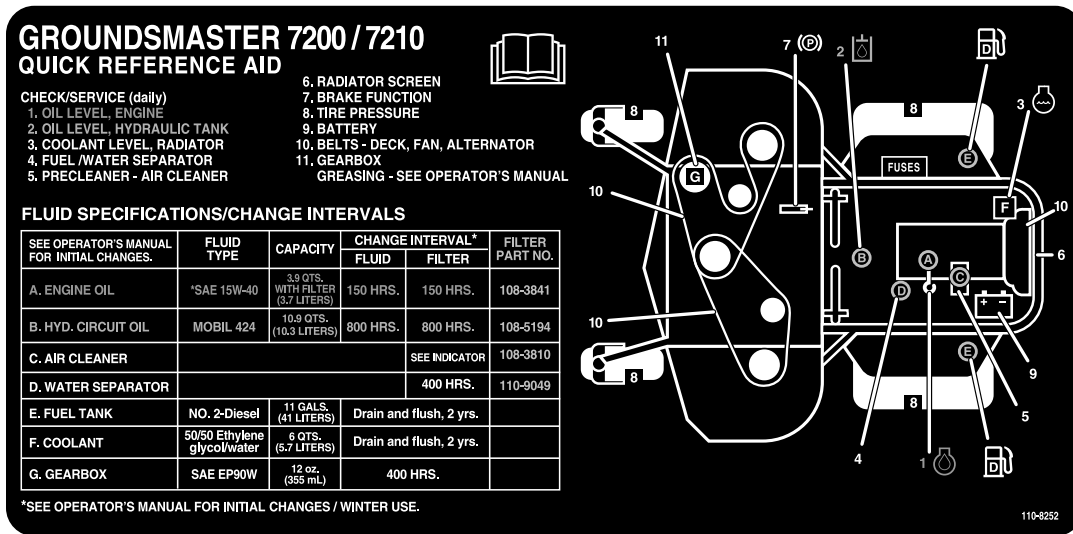 GROUNDSMASTER 7200 / 7210
QUICK REFERENCE AID
CHECK/SERVICE (daily)
1. OIL LEVEL, ENGINE
2. OIL LEVEL, HYDRAULIC TANK
3. COOLANT LEVEL, RADIATOR
4. FUEL /WATER SEPARATOR
5. PRECLEANER - AIR CLEANER
6. RADIATOR SCREEN
7. BRAKE FUNCTION
8. TIRE PRESSURE
9. BATTERY
10. BELTS - DECK, FAN, ALTERNATOR
11. GEARBOX
GREASING - SEE OPERATOR'S MANUAL
FLUID SPECIFICATIONS/CHANGE INTERVALS
SEE OPERATOR'S MANUAL
FOR INITIAL CHANGES.
FLUID
TYPE
CAPACITY
CHANGE INTERVAL*
FLUID
FILTER
FILTER
PART NO.
A. ENGINE OIL
*SAE 15W-40
3.9 QTS.
WITH FILTER
(3.7 LITERS)
150 HRS.
150 HRS.
108-3841
B. HYD. CIRCUIT OIL
MOBIL 424
10.9 QTS.
(10.3 LITERS)
800 HRS.
800 HRS.
108-5194
C. AIR CLEANER
SEE INDICATOR
108-3810
D. WATER SEPARATOR
400 HRS.
110-9049
E. FUEL TANK
NO. 2-Diesel
11 GALS.
(41 LITERS)
Drain and flush, 2 yrs.
F. COOLANT
50/50 Ethylene
glycol/water
6 QTS.
(5.7 LITERS)
Drain and flush, 2 yrs.
G. GEARBOX
SAE EP90W
12 oz.
(355 mL)
400 HRS.
*SEE OPERATOR'S MANUAL FOR INITIAL CHANGES / WINTER USE.
11
7 (P)
2
D
8
8
3
E
FUSES
G
10
F
10
B
A
C
6
D
+ -
10
E
8
8
9
5
4
1
D
110-8252